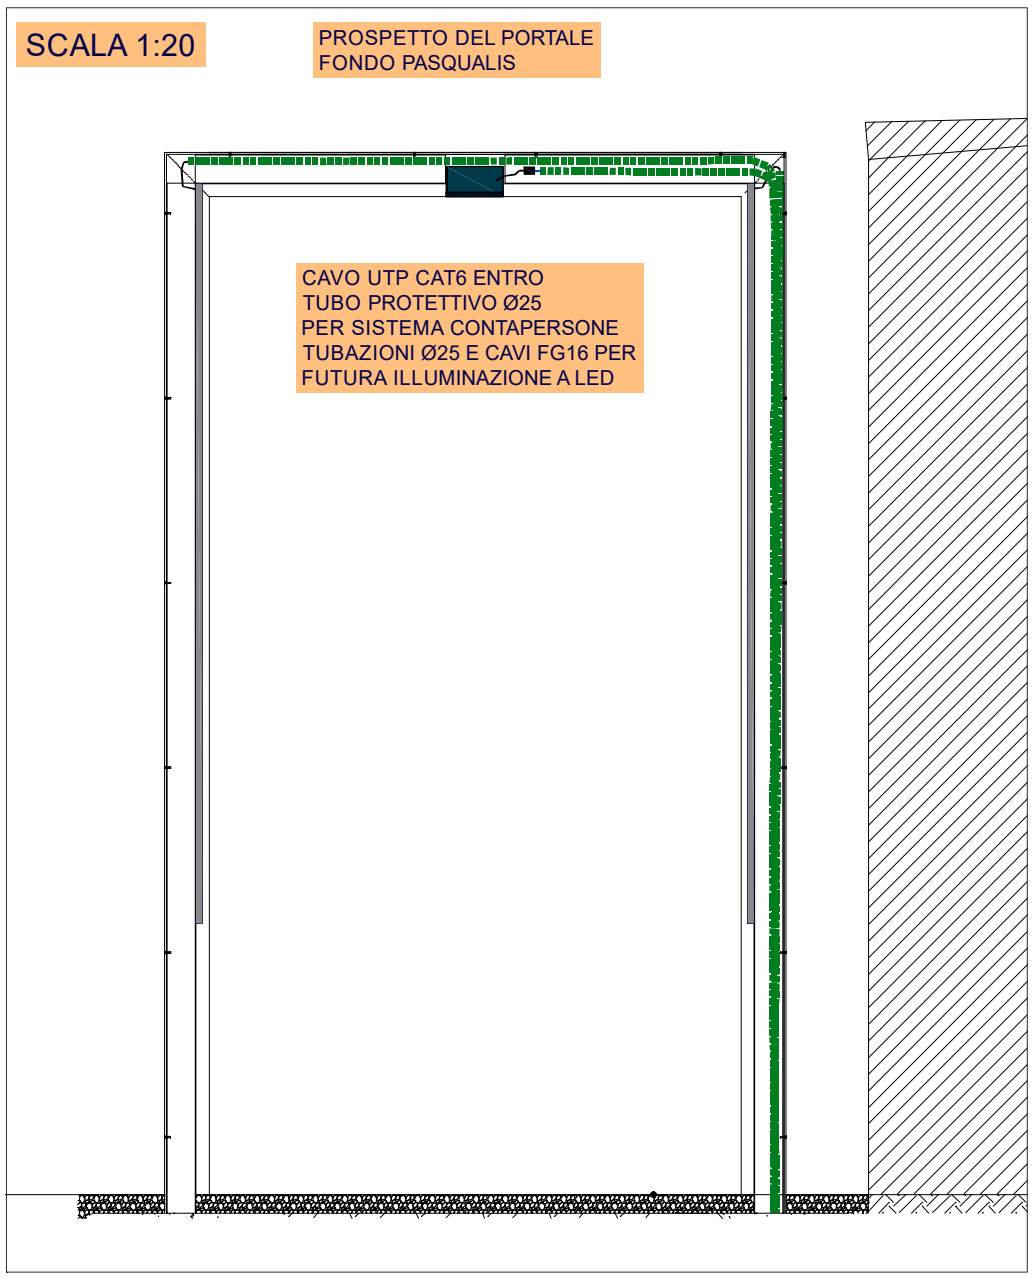 SCALA 1:20
PROSPETTO DEL PORTALE
FONDO PASQUALIS
CAVO UTP CAT6 ENTRO
TUBO PROTETTIVO Ø25
PER SISTEMA CONTAPERSONE
TUBAZIONI Ø25 E CAVI FG16 PER
FUTURA ILLUMINAZIONE A LED